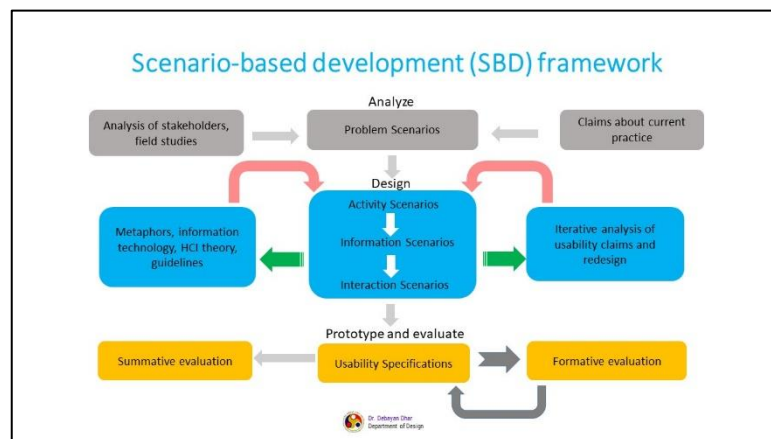 Scenario-based development (SBD) framework
Analyze
Analysis of stakeholders,
field studies
Problem Scenarios
Claims about current
practice
Design
Metaphors, information
technology, HCI theory,
guidelines
Activity Scenarios
Information Scenarios
Interaction Scenarios
Iterative analysis of
usability claims and
redesign
Prototype and evaluate
Summative evaluation
Usability Specifications
Formative evaluation
Dr. Debayan Dhar
Department of Design